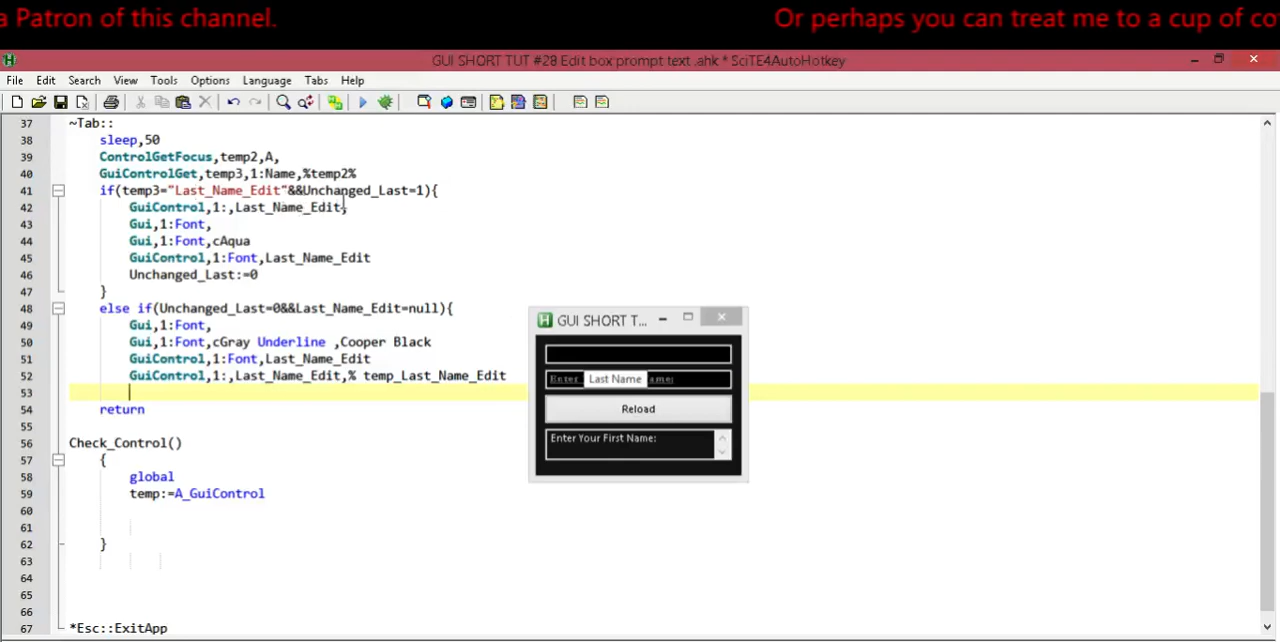 a Patron of this channel.
Or perhaps you can treat me to a cup of co
GUI SHORT TUT #28 Edit box prompt text .ahk * SciTE4AutoHotkey
File Edit Search View Tools Options Language Tabs Help
37 ~Tab::
38 sleep,50
39 ControlGetFocus,temp2,A,
40 GuiControlGet,temp3,1:Name,%temp2%
41 if(temp3="Last_Name_Edit"&&Unchanged_Last=1){
42 GuiControl,1:,Last_Name_Edit,
43 Gui,1:Font,
44 Gui,1:Font,cAqua
45 GuiControl,1:Font,Last_Name_Edit
46 Unchanged_Last:=0
47 }
48 else if(Unchanged_Last=0&&Last_Name_Edit=null){
49 Gui,1:Font,
50 Gui,1:Font,cGray Underline ,Cooper Black
51 GuiControl,1:Font,Last_Name_Edit
52 GuiControl,1:,Last_Name_Edit,% temp_Last_Name_Edit
53
54 return
55
56 Check_Control()
57 {
58 global
59 temp:=A_GuiControl
60
61
62 }
63
64
65
66
67 *Esc::ExitApp
GUI SHORT T...
Enter Last Name ame:
Reload
Enter Your First Name: